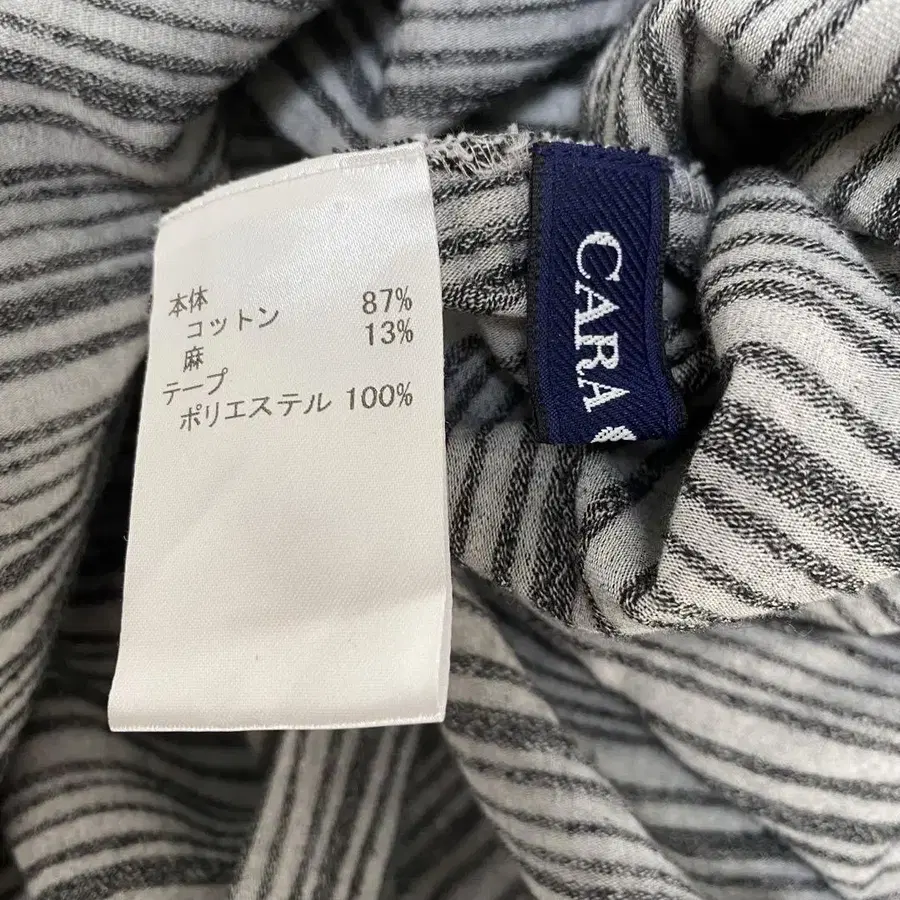 本体
コットン 87%
麻 13%
テープ
ポリエステル 100%
CARA